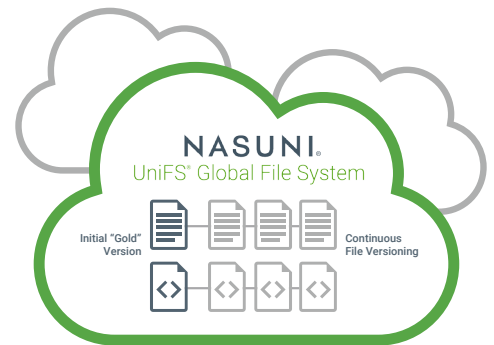 NASUNI®
UniFS® Global File System
Initial “Gold”
Version
Continuous
File Versioning